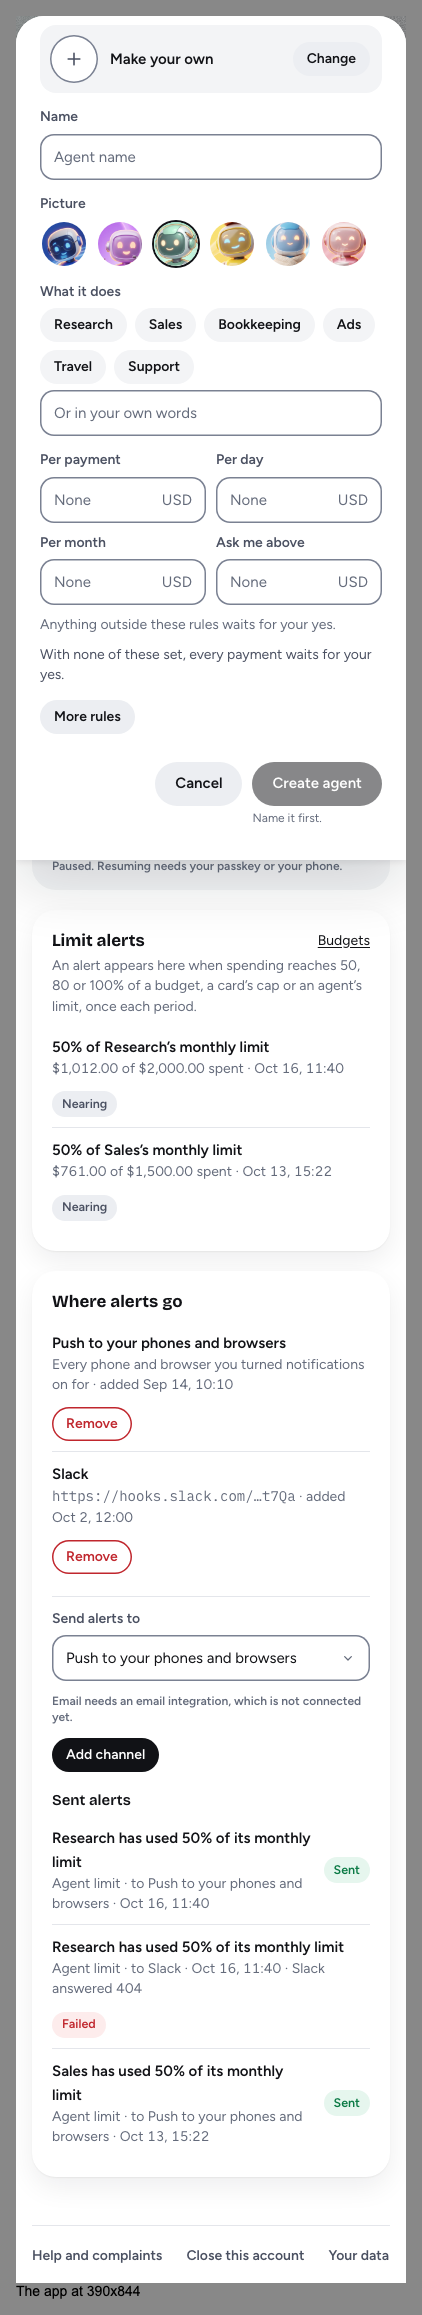 Make your own
Change
Name
Agent name
Picture
What it does
Research
Sales
Bookkeeping
Ads
Travel
Support
Or in your own words
Per payment
Per day
None
USD
None
USD
Per month
Ask me above
None
USD
None
USD
Anything outside these rules waits for your yes.
With none of these set, every payment waits for your
yes.
More rules
Cancel
Create agent
Name it first.
Paused. Resuming needs your passkey or your phone.
Limit alerts
Budgets
An alert appears here when spending reaches 50,
80 or 100% of a budget, a card’s cap or an agent’s
limit, once each period.
50% of Research’s monthly limit
$1,012.00 of $2,000.00 spent · Oct 16, 11:40
Nearing
50% of Sales’s monthly limit
$761.00 of $1,500.00 spent · Oct 13, 15:22
Nearing
Where alerts go
Push to your phones and browsers
Every phone and browser you turned notifications
on for · added Sep 14, 10:10
Remove
Slack
https://hooks.slack.com/…t7Qa · added
Oct 2, 12:00
Remove
Send alerts to
Push to your phones and browsers
Email needs an email integration, which is not connected
yet.
Add channel
Sent alerts
Research has used 50% of its monthly
limit
Agent limit · to Push to your phones and
browsers · Oct 16, 11:40
Sent
Research has used 50% of its monthly limit
Agent limit · to Slack · Oct 16, 11:40 · Slack
answered 404
Failed
Sales has used 50% of its monthly
limit
Agent limit · to Push to your phones and
browsers · Oct 13, 15:22
Sent
Help and complaints
Close this account
Your data
The app at 390x844